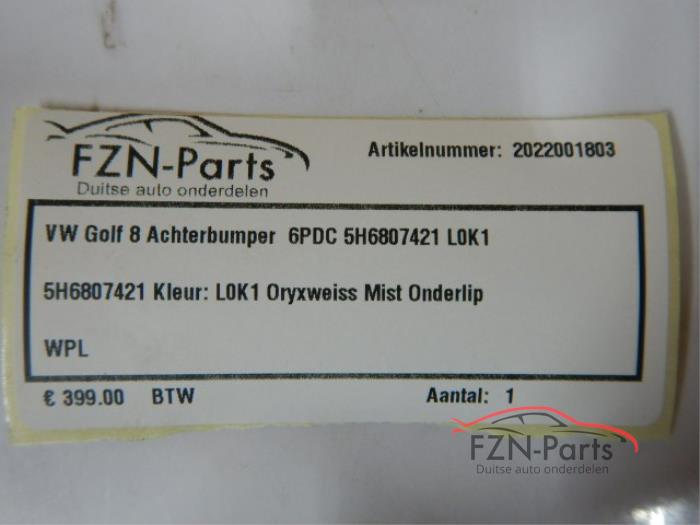 FZN-Parts
Duitse auto onderdelen
Artikelnummer: 2022001803
VW Golf 8 Achterbumper 6PDC 5H6807421 L0K1
5H6807421 Kleur: L0K1 Oryxweiss Mist Onderlip
WPL
€ 399.00 BTW
Aantal: 1
FZN-Parts
Duitse auto onderdelen